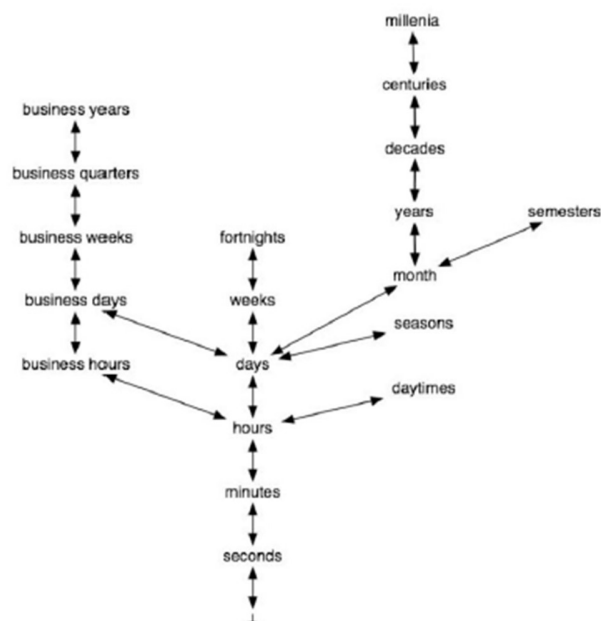 millenia
centuries
business years
decades
business quarters
years
semesters
business weeks
fortnights
month
business days
weeks
seasons
business hours
days
daytimes
hours
minutes
seconds